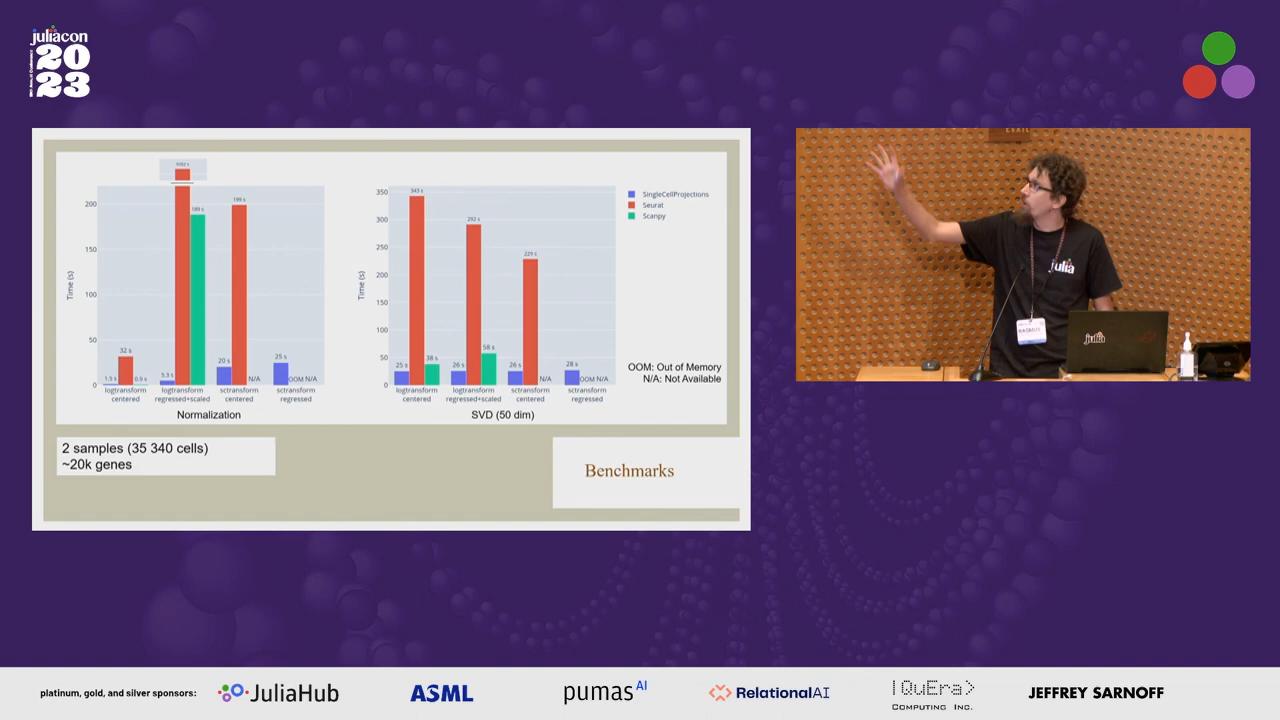 juliacon
2023
200
150
100
50
0
Time (s)
32 s
1.5 s
0.9 s
5.3 s
189 s
20 s
199 s
N/A
25 s
OOM N/A
logtransform
centered
logtransform
regressed+scaled
sctransform
centered
sctransform
regressed
Normalization
350
300
250
200
150
100
50
0
Time (s)
25 s
343 s
38 s
26 s
292 s
58 s
26 s
229 s
N/A
28 s
OOM N/A
logtransform
centered
logtransform
regressed+scaled
sctransform
centered
sctransform
regressed
SVD (50 dim)
SingleCellProjections
Seurat
Scanpy
OOM: Out of Memory
N/A: Not Available
2 samples (35 340 cells)
~20k genes
Benchmarks
julia
julia
platinum, gold, and silver sponsors:
JuliaHub
ASML
pumasAI
RelationalAI
|QuEra>
COMPUTING INC.
JEFFREY SARNOFF